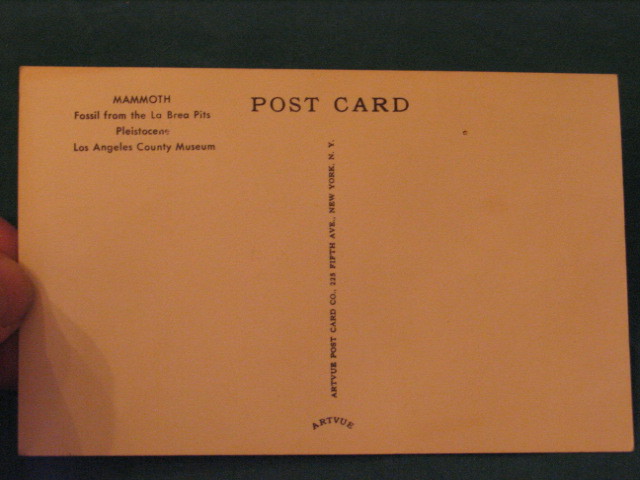 MAMMOTH
Fossil from the La Brea Pits
Pleistocene
Los Angeles County Museum
POST CARD
ARTVUE POST CARD CO., 225 FIFTH AVE., NEW YORK, N. Y.
ARTVUE